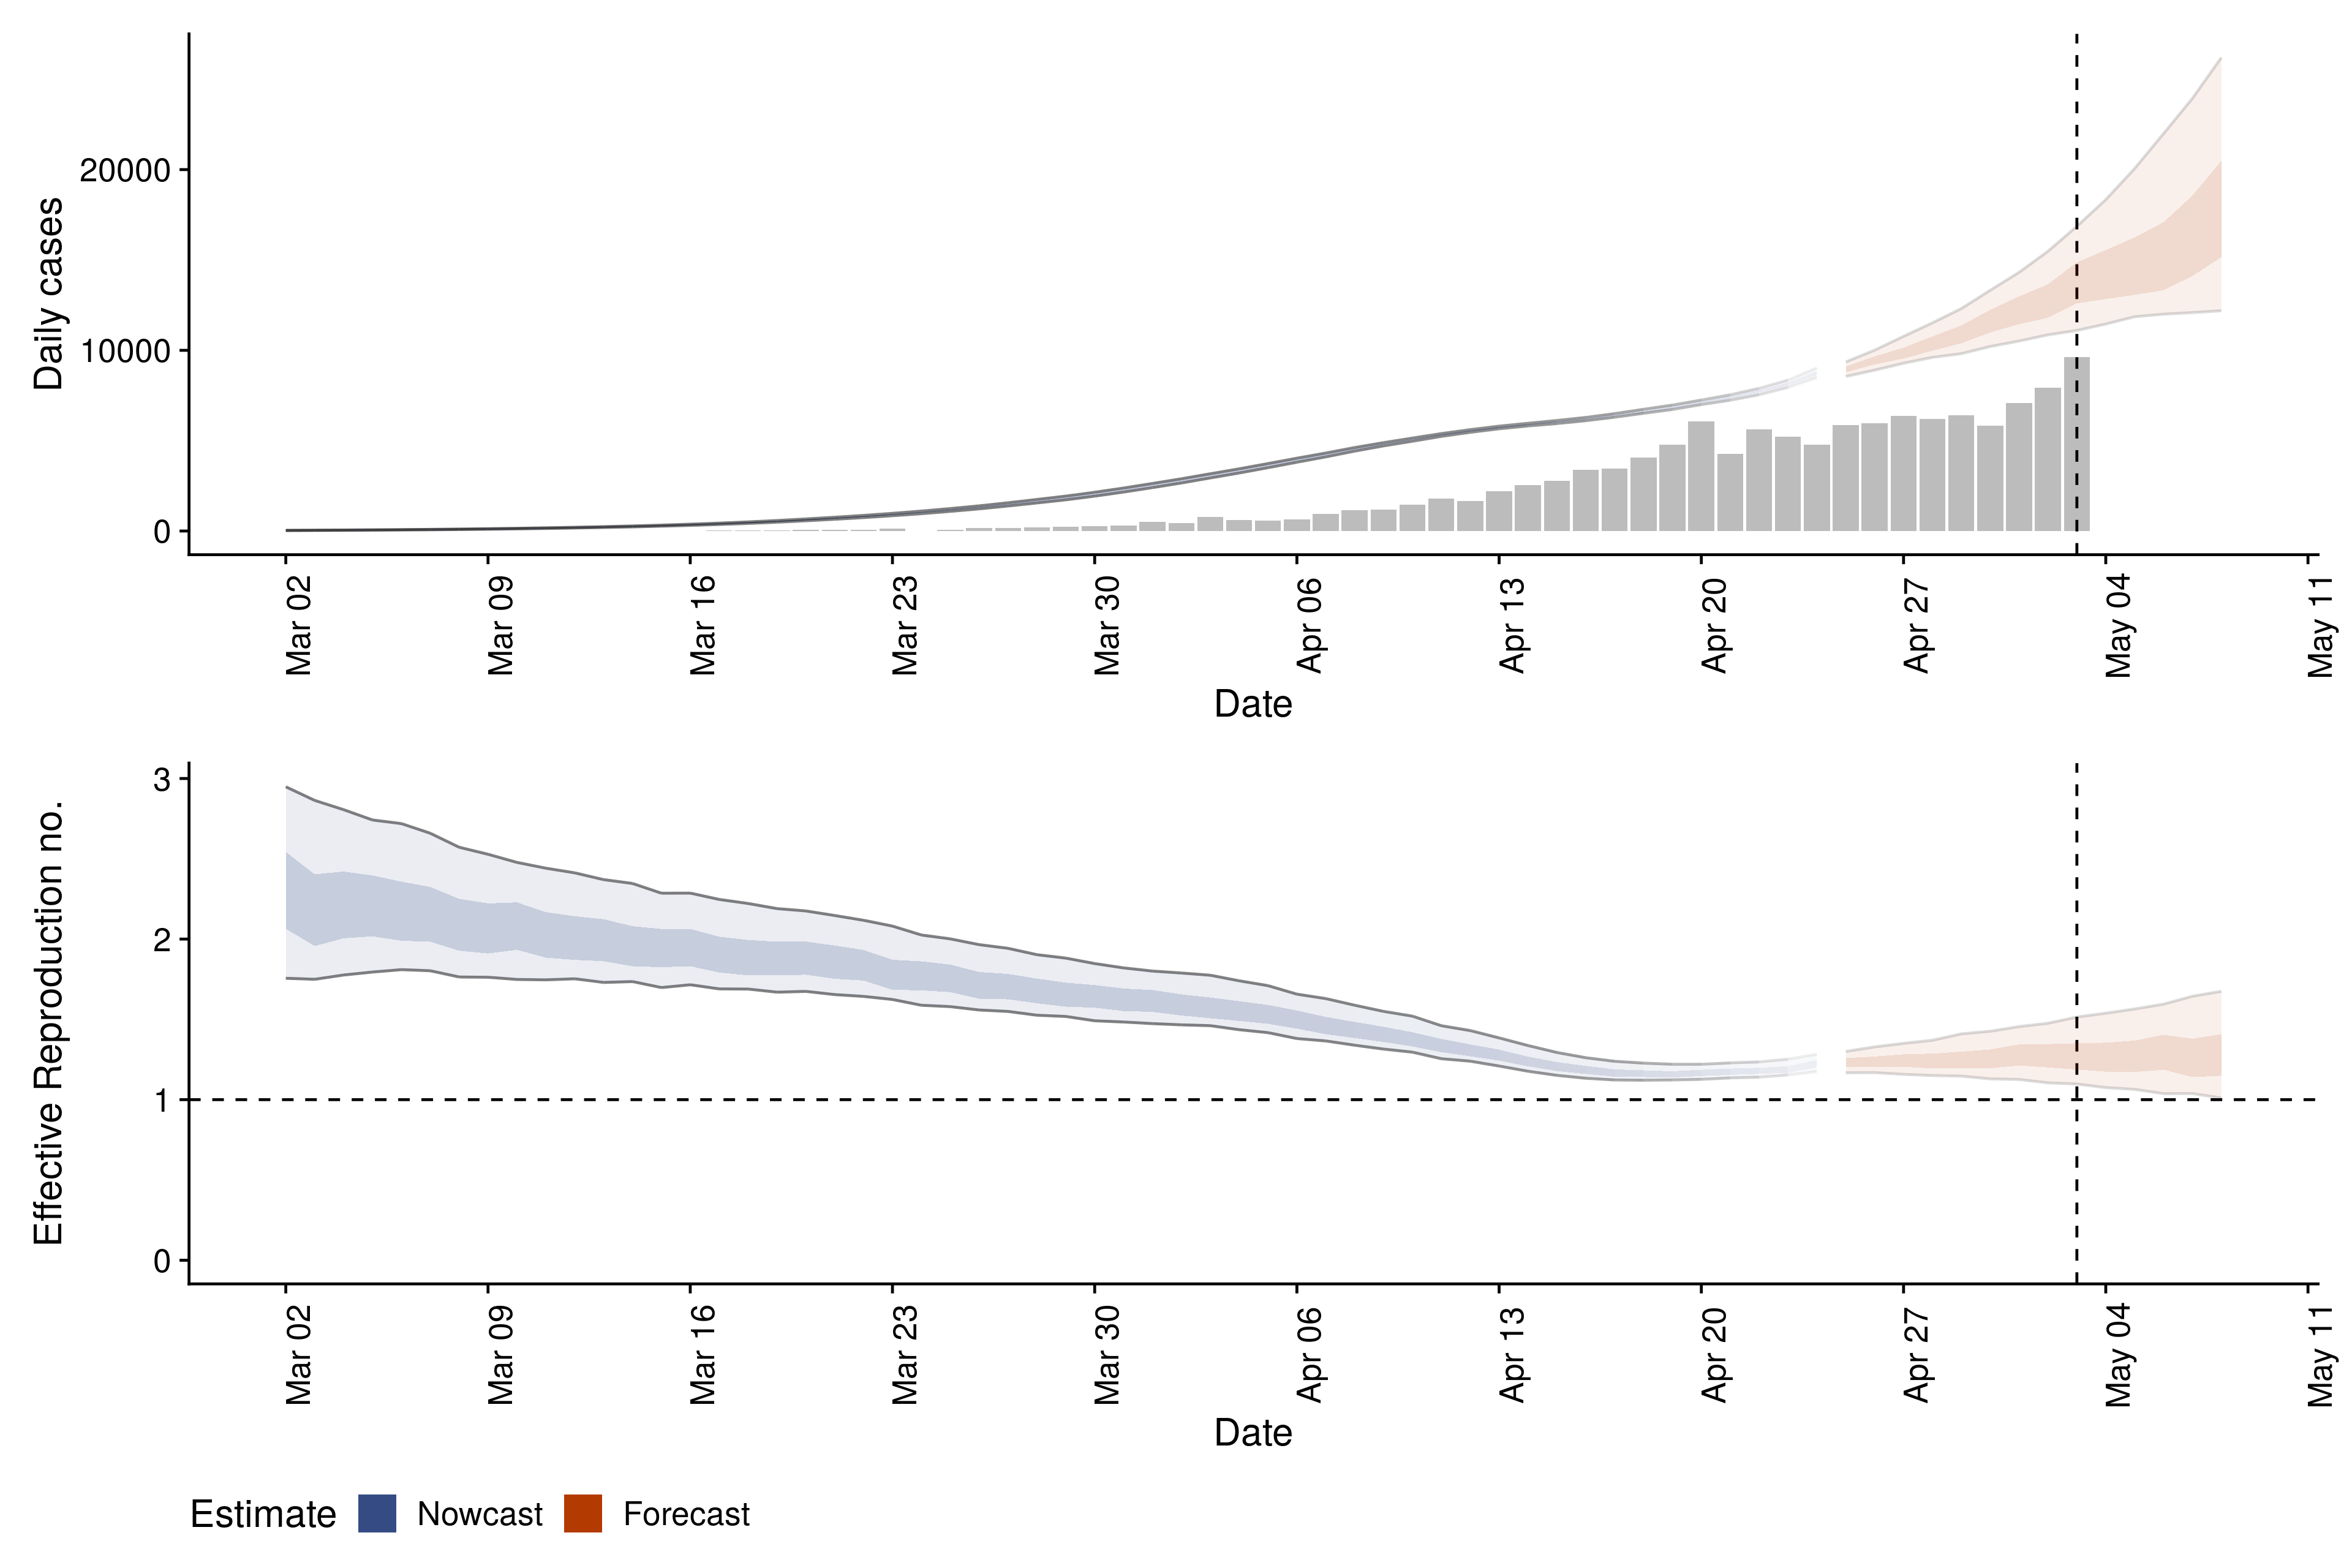 Daily cases
20000
10000
0
Mar 02
Mar 09
Mar 16
Mar 23
Mar 30
Apr 06
Apr 13
Apr 20
Apr 27
May 04
May 11
Date
Effective Reproduction no.
3
2
1
0
Mar 02
Mar 09
Mar 16
Mar 23
Mar 30
Apr 06
Apr 13
Apr 20
Apr 27
May 04
May 11
Date
Estimate Nowcast Forecast